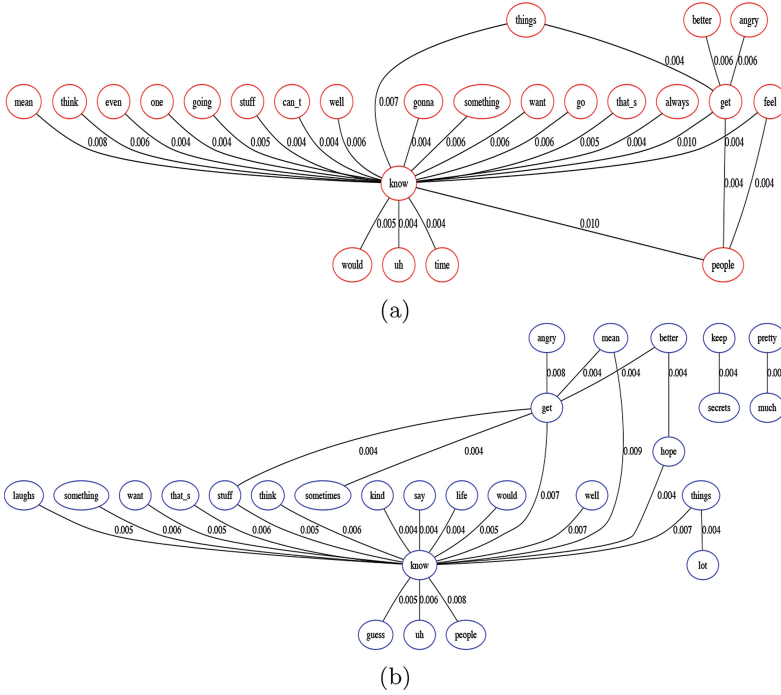 things better angry
0.004 0.006 0.006
mean think even one going stuff can_t well gonna something want go that_s always get feel
0.007
0.008 0.006 0.004 0.004 0.005 0.004 0.004 0.006 0.004 0.006 0.006 0.006 0.005 0.004 0.010 0.004
know 0.004 0.004
0.005 0.004 0.004 0.010
would uh time people
(a)
angry mean better keep pretty
0.008 0.004 0.004 0.004 0.004
get secrets much
0.004 0.004 0.009 hope
laughs something want that_s stuff think sometimes kind say life would well things
0.007 0.004
0.005 0.006 0.005 0.006 0.005 0.006 0.004 0.004 0.004 0.005 0.007 0.007 0.004
know lot
0.005 0.006 0.008
guess uh people
(b)